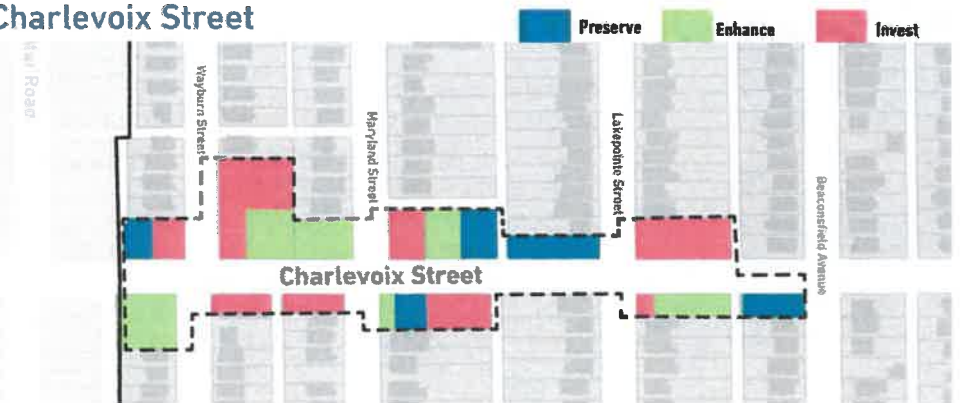 Charlevoix Street
Preserve
Enhance
Invest
Wayburn Street
Maryland Street
Lakepointe Street
Beaconsfield Avenue
Charlevoix Street